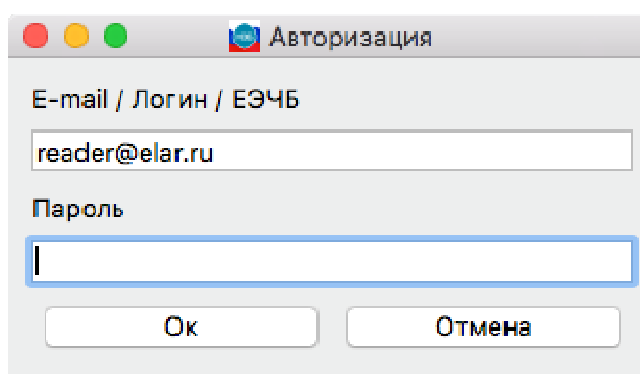 Авторизация
E-mail / Логин / ЕЭЧБ
reader@elar.ru
Пароль
Ок
Отмена